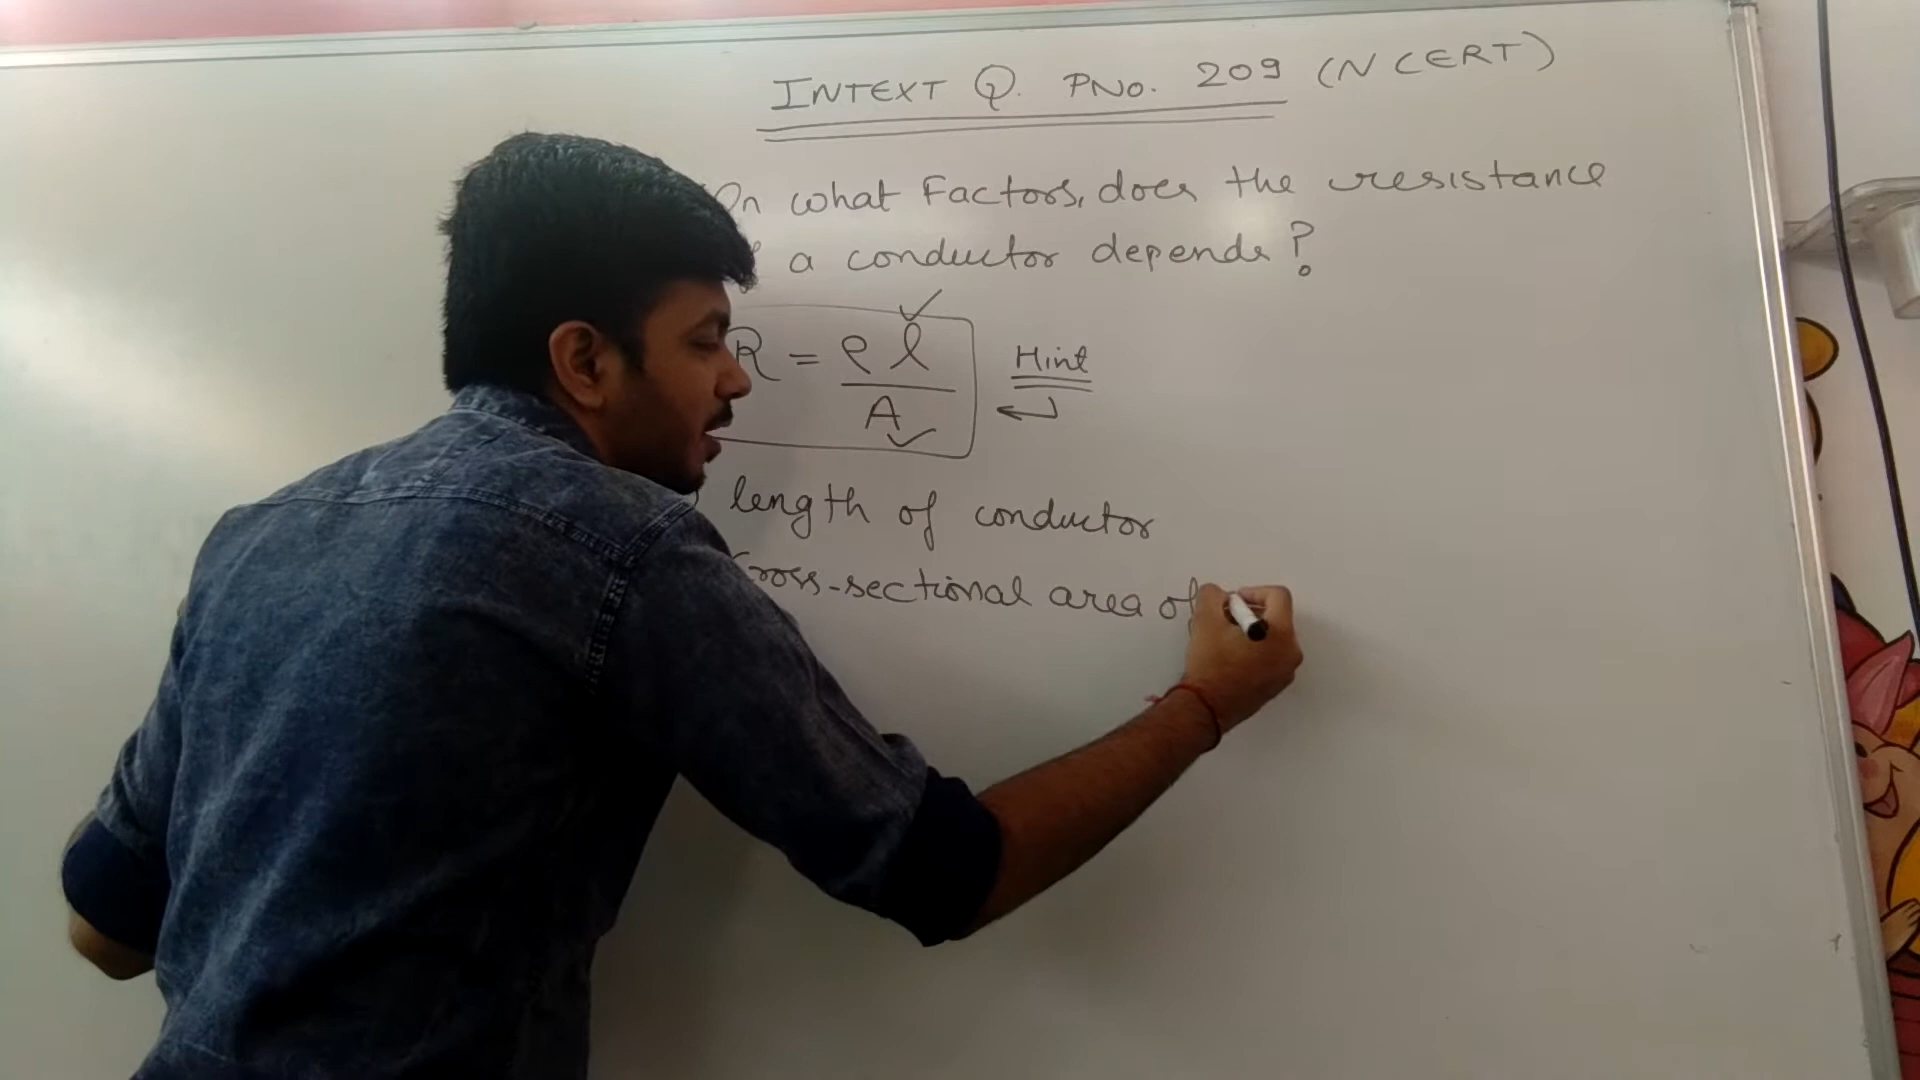 INTEXT Q. PNo. 209 (NCERT)
On what Factors, does the resistance
a conductor depends?
R = ρ l
A
Hint
length of conductor
Cross-sectional area of